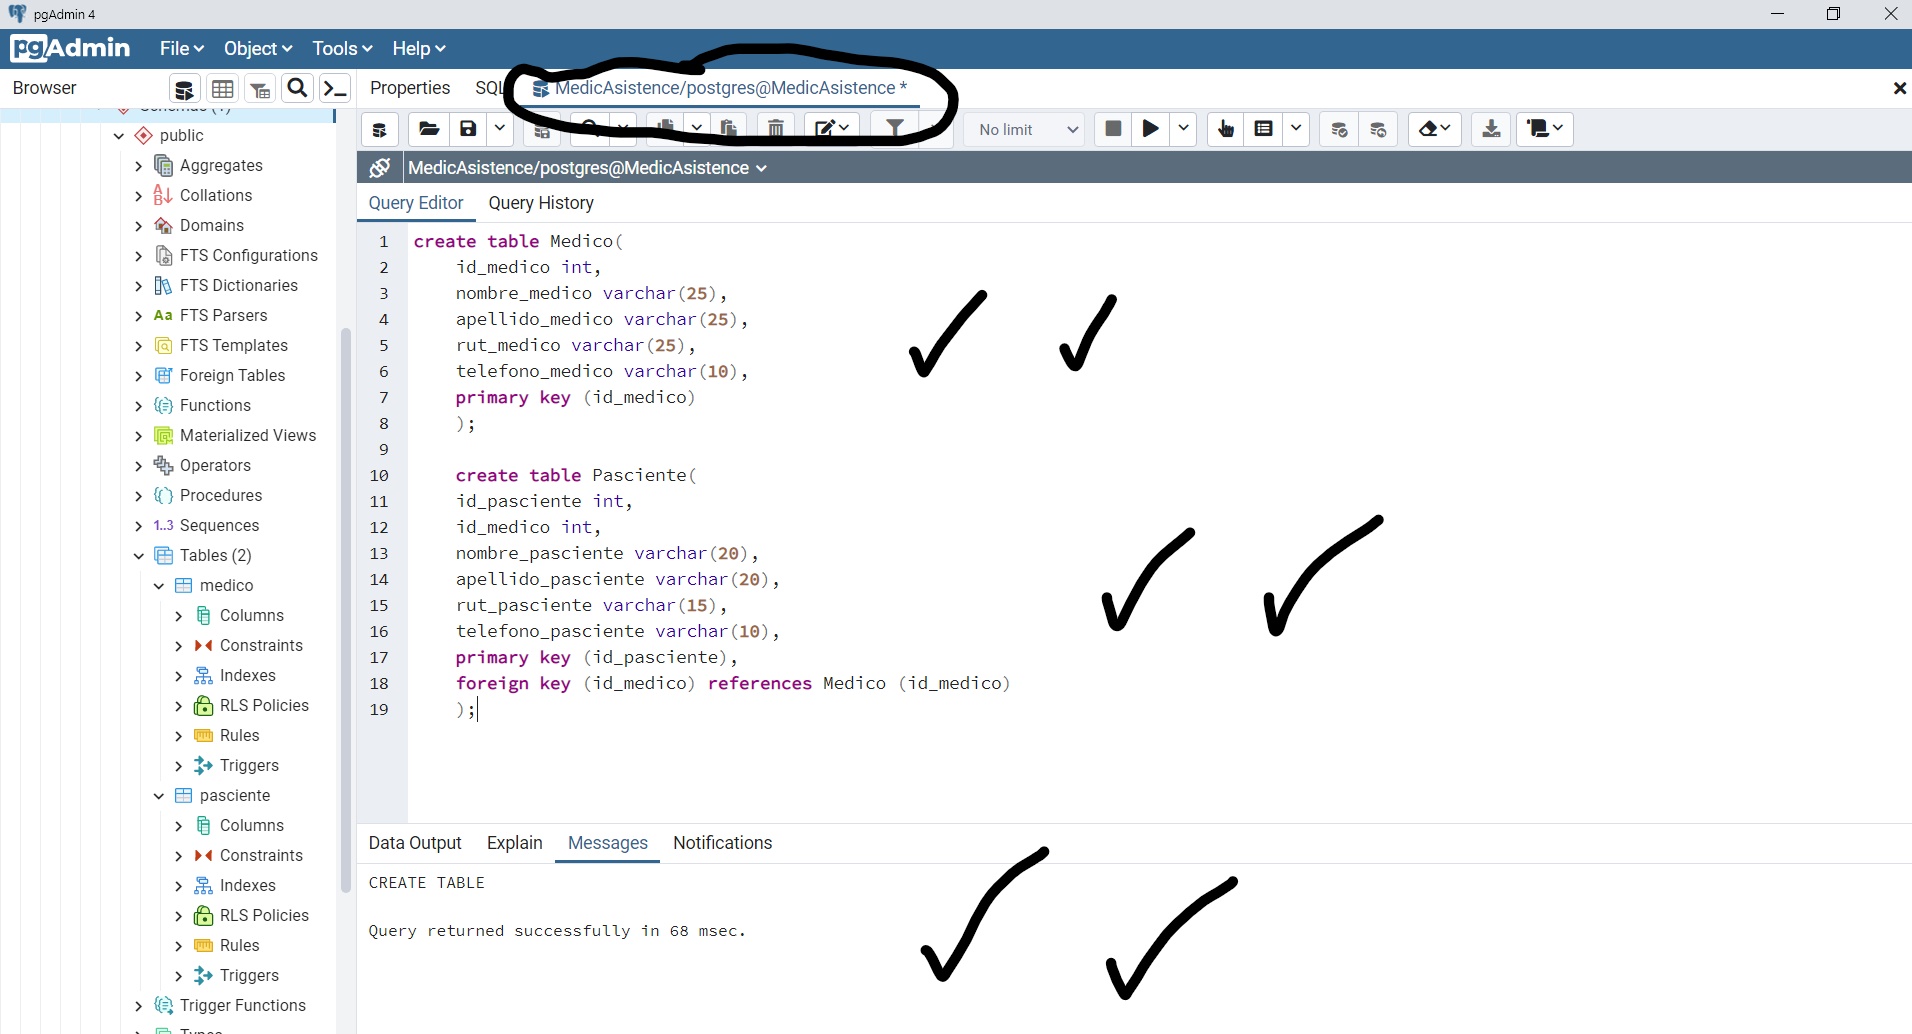 pgAdmin 4
pgAdmin File Object Tools Help
Browser
Properties SQL MedicAsistence/postgres@MedicAsistence *
No limit
MedicAsistence/postgres@MedicAsistence
Query Editor Query History
public
Aggregates
Collations
Domains
FTS Configurations
FTS Dictionaries
FTS Parsers
FTS Templates
Foreign Tables
Functions
Materialized Views
Operators
Procedures
1..3 Sequences
Tables (2)
medico
Columns
Constraints
Indexes
RLS Policies
Rules
Triggers
pasciente
Columns
Constraints
Indexes
RLS Policies
Rules
Triggers
Trigger Functions
Types
1 create table Medico(
2 id_medico int,
3 nombre_medico varchar(25),
4 apellido_medico varchar(25),
5 rut_medico varchar(25),
6 telefono_medico varchar(10),
7 primary key (id_medico)
8 );
9
10 create table Pasciente(
11 id_pasciente int,
12 id_medico int,
13 nombre_pasciente varchar(20),
14 apellido_pasciente varchar(20),
15 rut_pasciente varchar(15),
16 telefono_pasciente varchar(10),
17 primary key (id_pasciente),
18 foreign key (id_medico) references Medico (id_medico)
19 );
Data Output Explain Messages Notifications
CREATE TABLE
Query returned successfully in 68 msec.